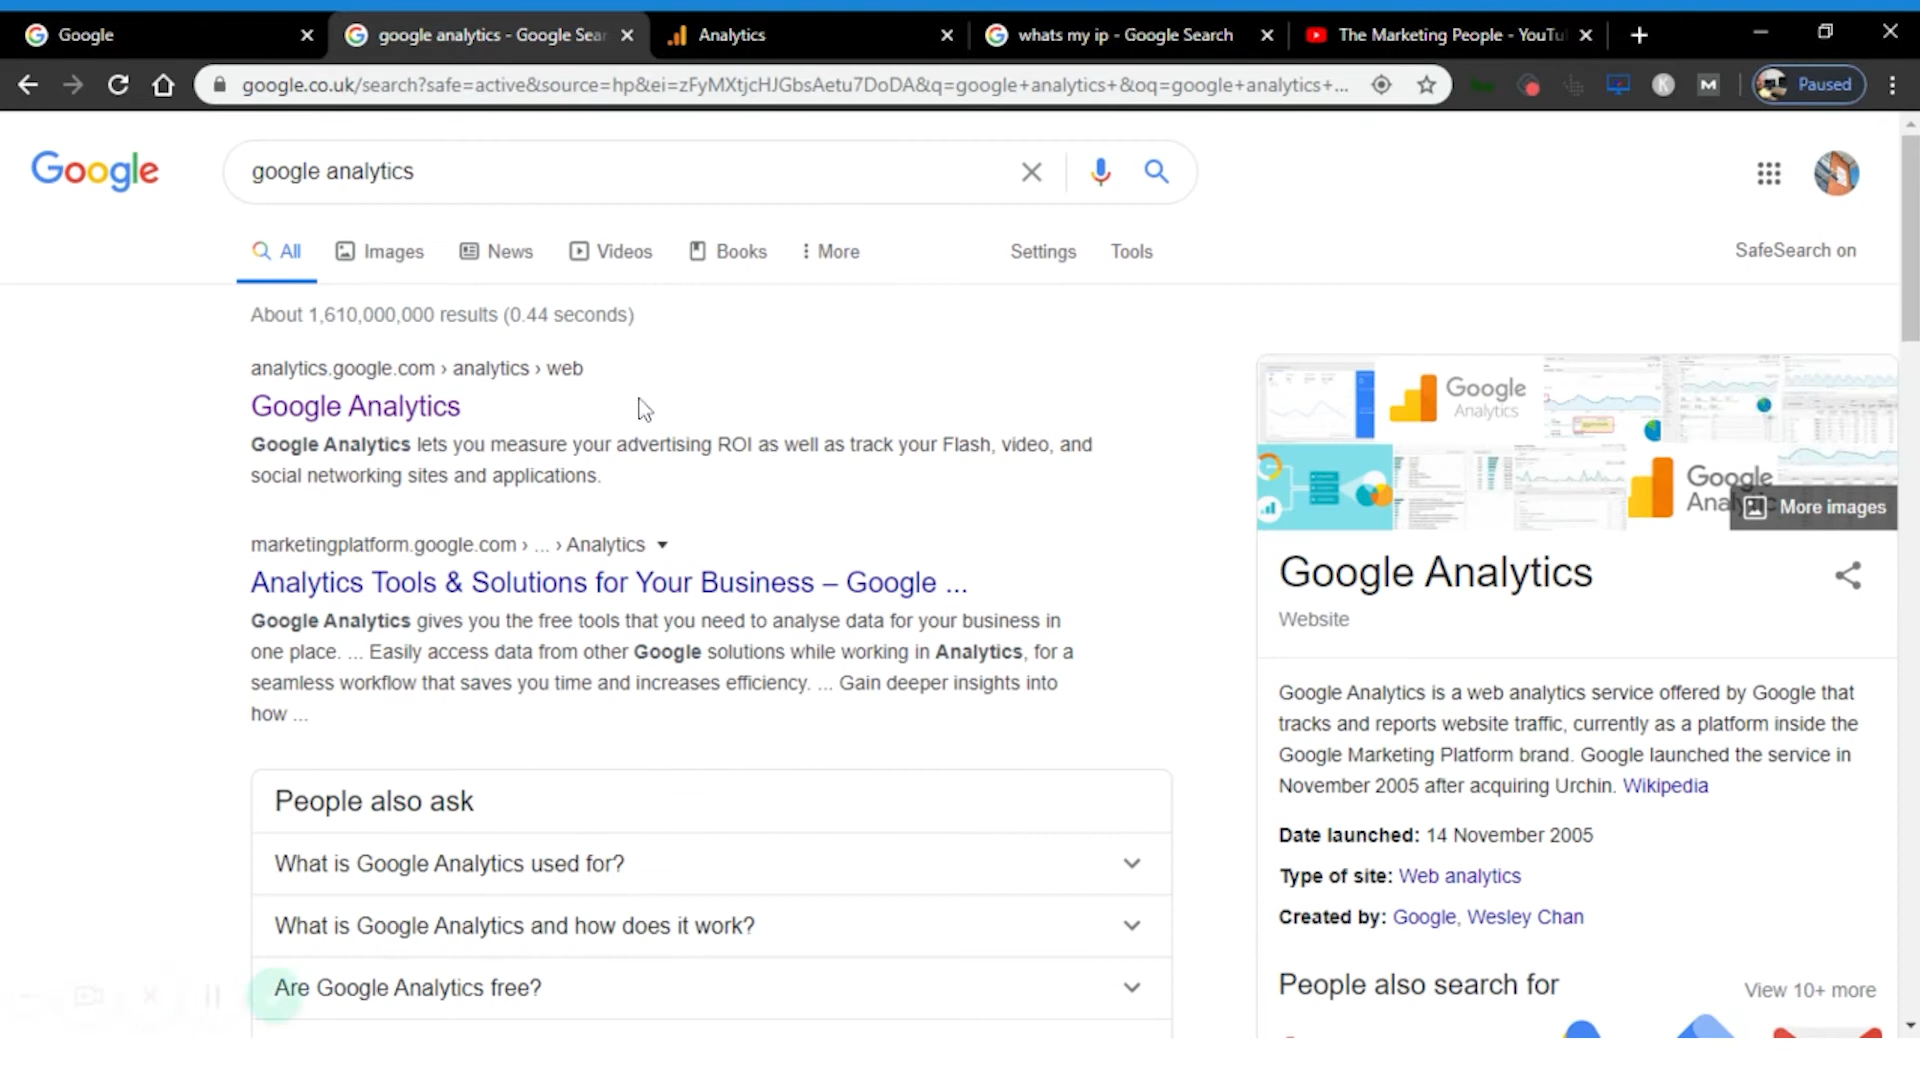 Google
google analytics - Google Sear
Analytics
whats my ip - Google Search
The Marketing People - YouTu
google.co.uk/search?safe=active&source=hp&ei=zFyMXtjcHJGbsAetu7DoDA&q=google+analytics+&oq=google+analytics+...
K
M
Paused
Google
google analytics
All
Images
News
Videos
Books
More
Settings
Tools
SafeSearch on
About 1,610,000,000 results (0.44 seconds)
analytics.google.com › analytics › web
Google Analytics
Google Analytics lets you measure your advertising ROI as well as track your Flash, video, and
social networking sites and applications.
marketingplatform.google.com › ... › Analytics
Analytics Tools & Solutions for Your Business – Google ...
Google Analytics gives you the free tools that you need to analyse data for your business in
one place. ... Easily access data from other Google solutions while working in Analytics, for a
seamless workflow that saves you time and increases efficiency. ... Gain deeper insights into
how ...
People also ask
What is Google Analytics used for?
What is Google Analytics and how does it work?
Are Google Analytics free?
Google
Analytics
Google
More images
Google Analytics
Website
Google Analytics is a web analytics service offered by Google that
tracks and reports website traffic, currently as a platform inside the
Google Marketing Platform brand. Google launched the service in
November 2005 after acquiring Urchin. Wikipedia
Date launched: 14 November 2005
Type of site: Web analytics
Created by: Google, Wesley Chan
People also search for
View 10+ more